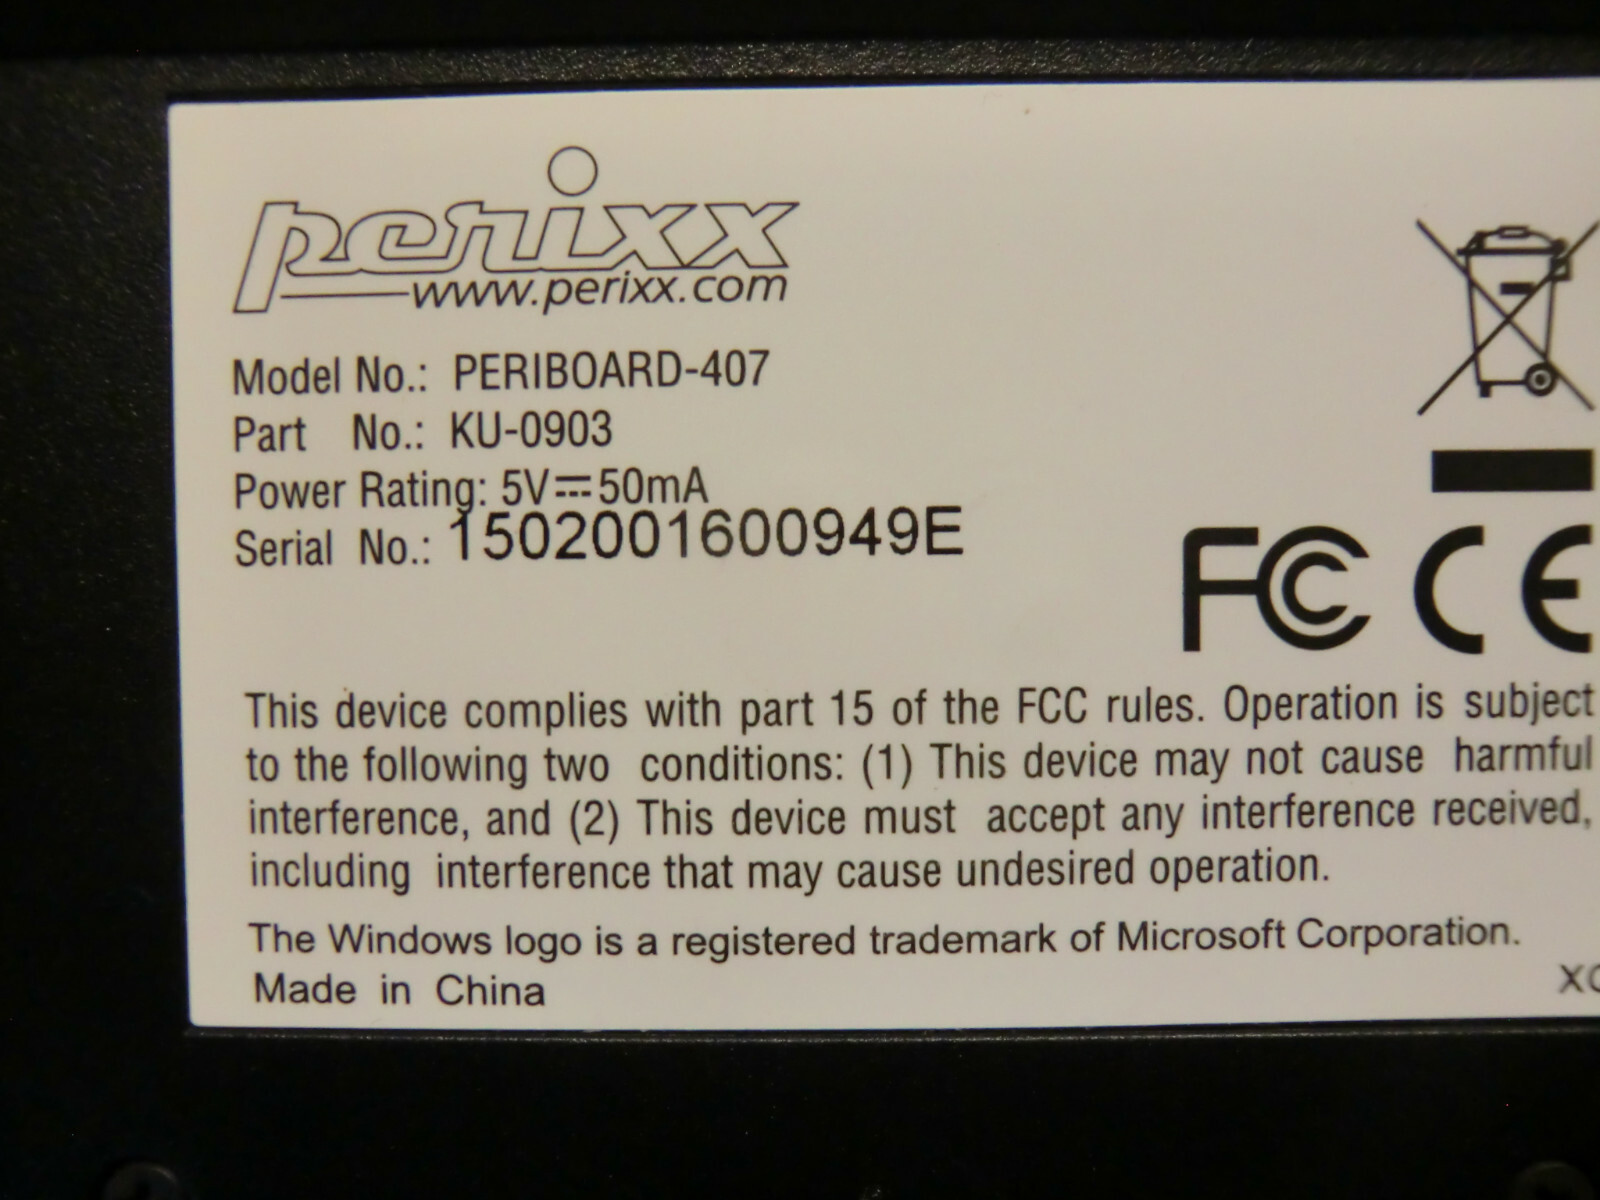 perixx
www.perixx.com
Model No.: PERIBOARD-407
Part No.: KU-0903
Power Rating: 5V⎓50mA
Serial No.: 1502001600949E
FC CE
This device complies with part 15 of the FCC rules. Operation is subject
to the following two conditions: (1) This device may not cause harmful
interference, and (2) This device must accept any interference received,
including interference that may cause undesired operation.
The Windows logo is a registered trademark of Microsoft Corporation.
Made in China